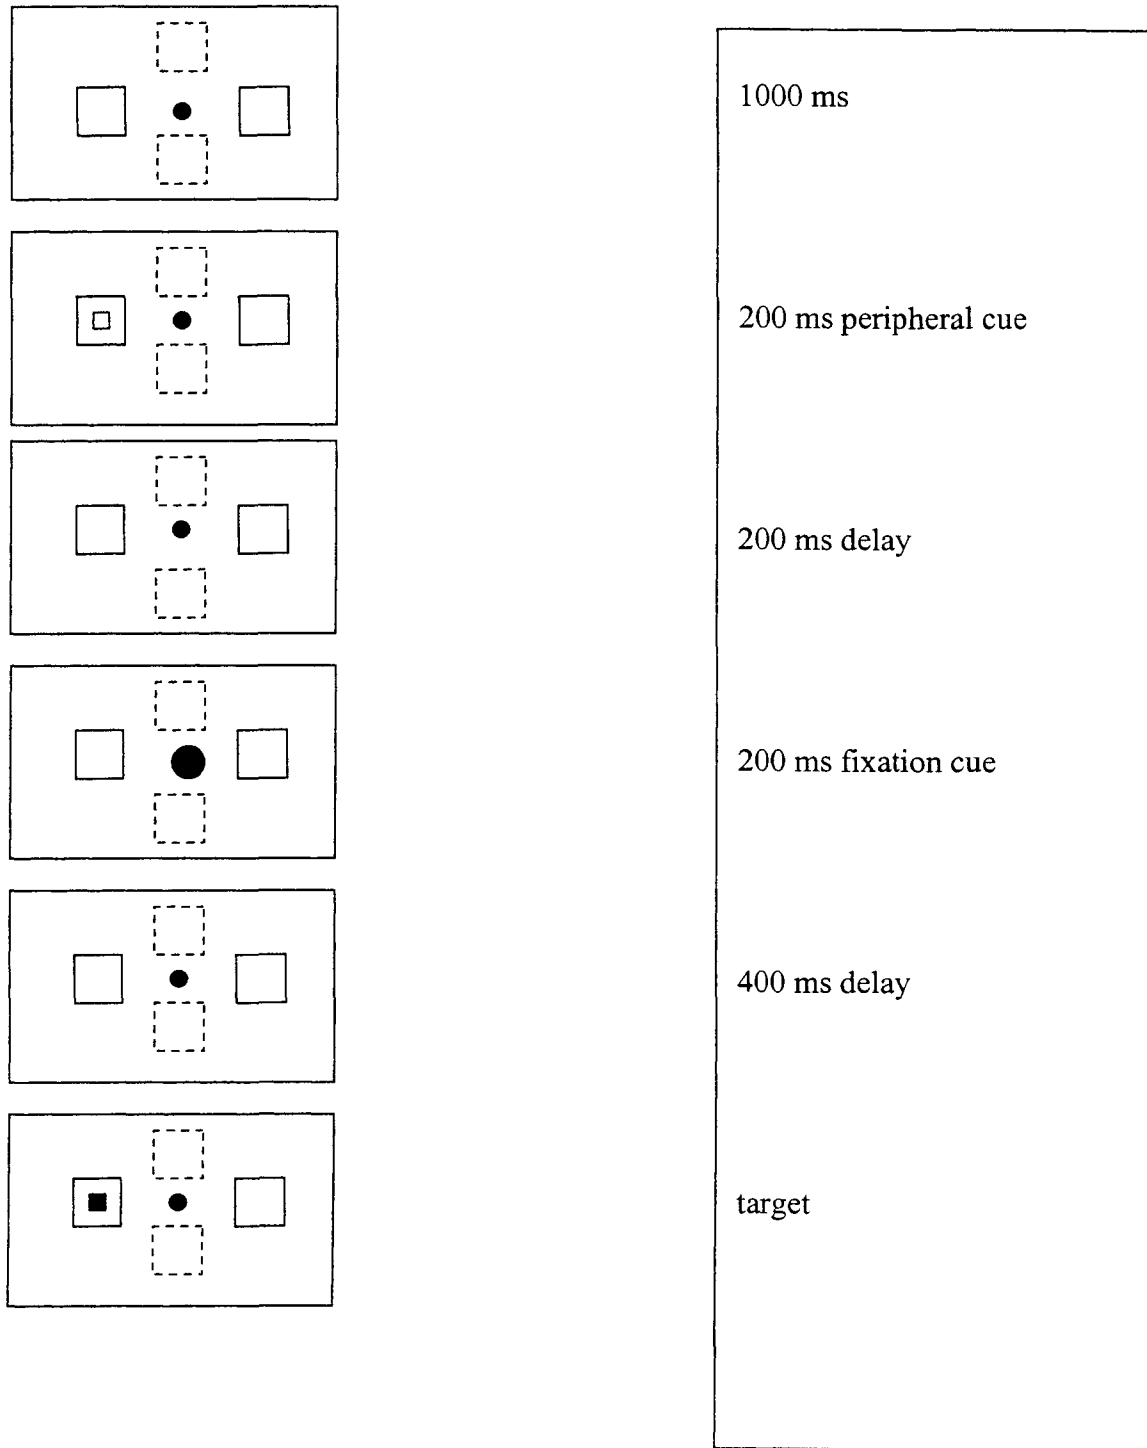 1000 ms
200 ms peripheral cue
200 ms delay
200 ms fixation cue
400 ms delay
target